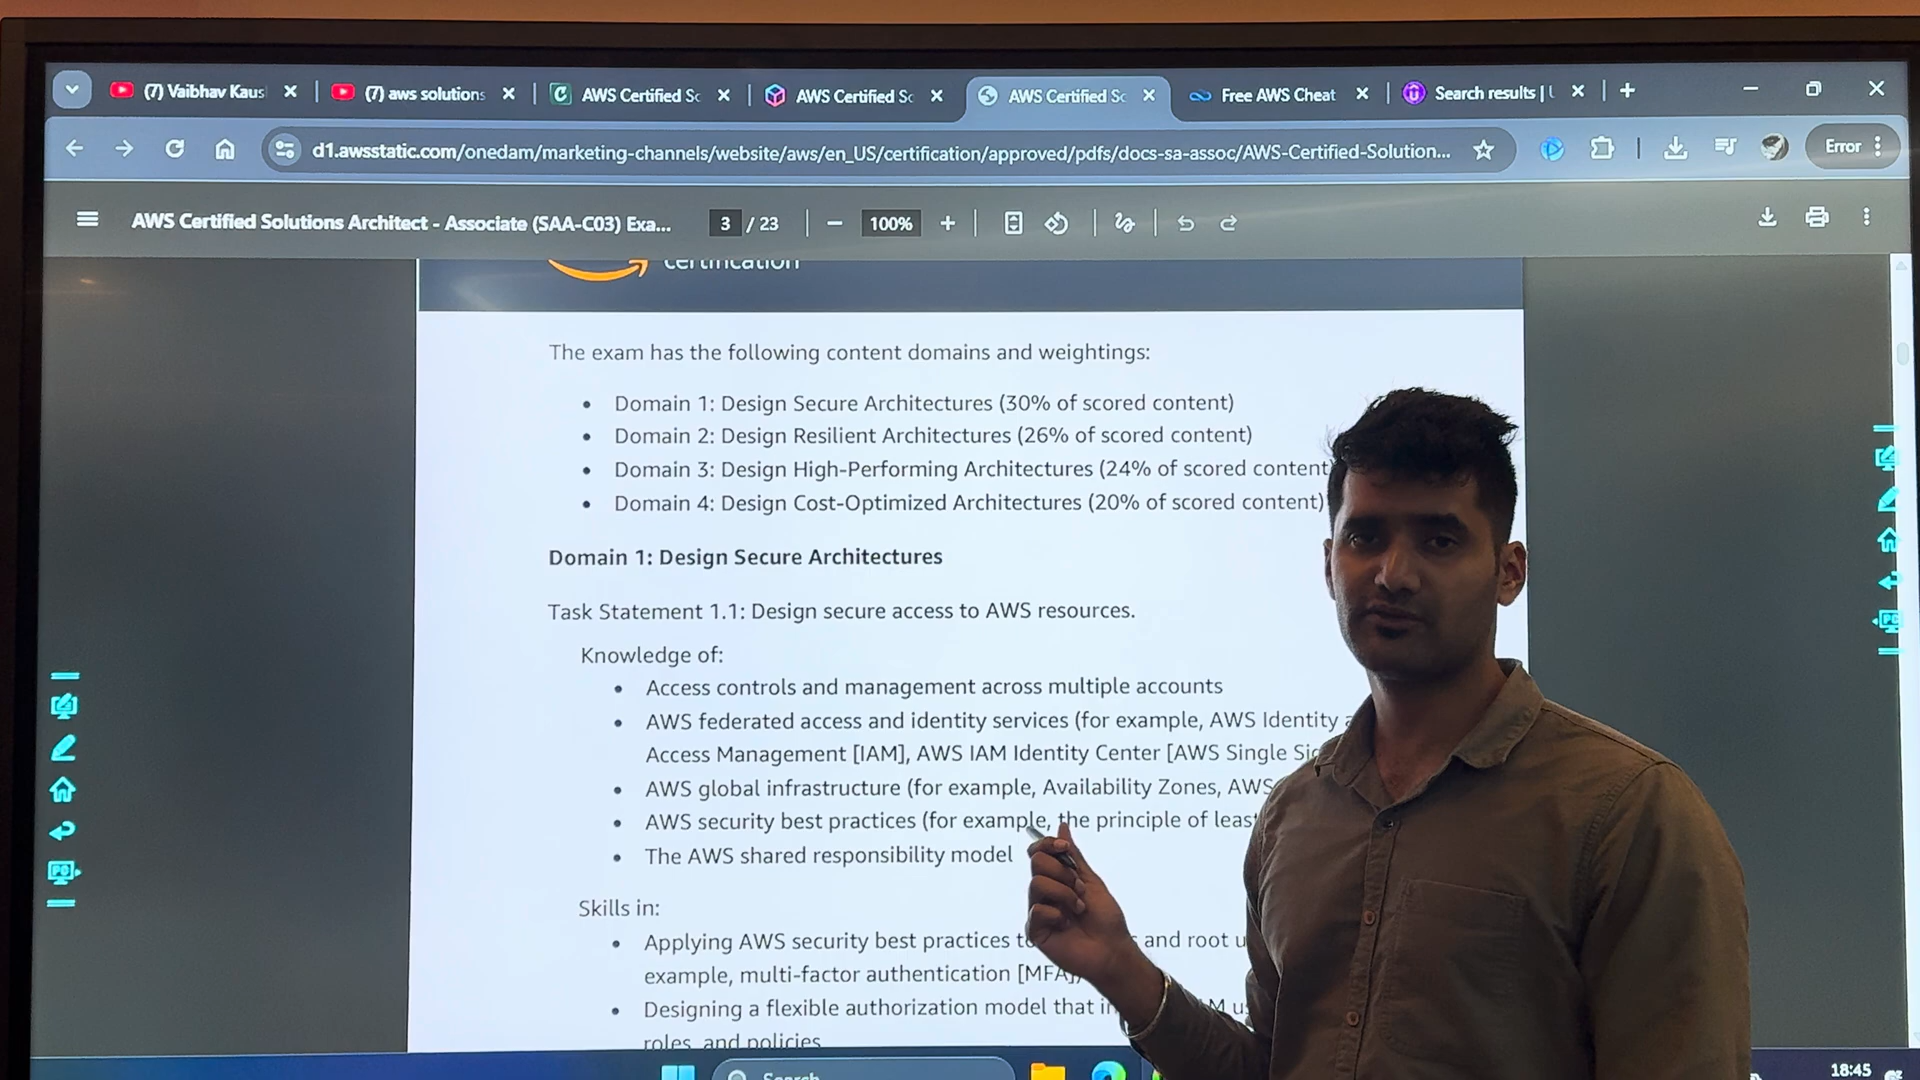 (7) Vaibhav Kaus
(7) aws solutions
AWS Certified Sc
AWS Certified Sc
AWS Certified Sc
Free AWS Cheat
Search results | U
d1.awsstatic.com/onedam/marketing-channels/website/aws/en_US/certification/approved/pdfs/docs-sa-assoc/AWS-Certified-Solution...
Error
AWS Certified Solutions Architect - Associate (SAA-C03) Exa...
3 / 23
100%
certification
The exam has the following content domains and weightings:
• Domain 1: Design Secure Architectures (30% of scored content)
• Domain 2: Design Resilient Architectures (26% of scored content)
• Domain 3: Design High-Performing Architectures (24% of scored content
• Domain 4: Design Cost-Optimized Architectures (20% of scored content)
Domain 1: Design Secure Architectures
Task Statement 1.1: Design secure access to AWS resources.
Knowledge of:
• Access controls and management across multiple accounts
• AWS federated access and identity services (for example, AWS Identity a
Access Management [IAM], AWS IAM Identity Center [AWS Single Sig
• AWS global infrastructure (for example, Availability Zones, AWS
• AWS security best practices (for example, the principle of least
• The AWS shared responsibility model
Skills in:
• Applying AWS security best practices to and root u
example, multi-factor authentication [MFA]
• Designing a flexible authorization model that in M us
roles, and policies
Search
18:45